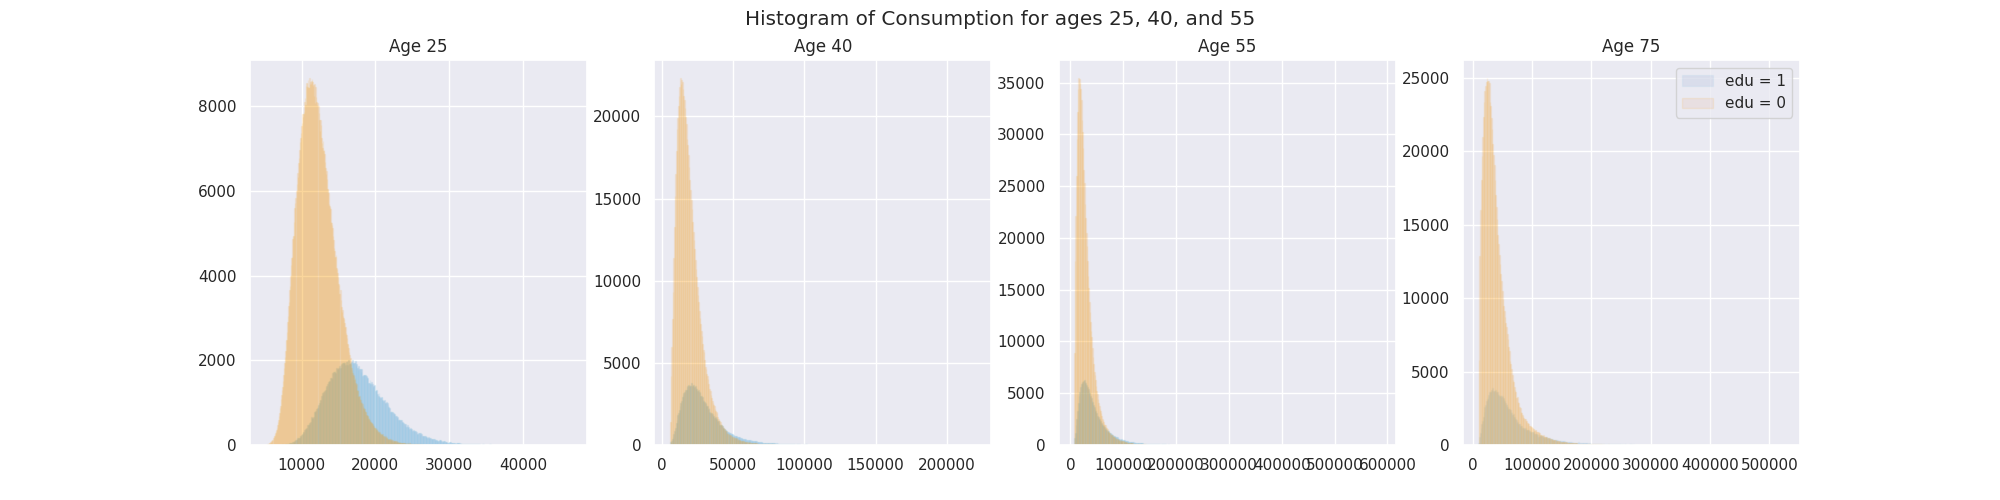 Histogram of Consumption for ages 25, 40, and 55
Age 25
8000
6000
4000
2000
0
10000 20000 30000 40000
Age 40
20000
15000
10000
5000
0
0 50000 100000 150000 200000
Age 55
35000
30000
25000
20000
15000
10000
5000
0
0 100000 200000 300000 400000 500000 600000
Age 75
25000
20000
15000
10000
5000
0
0 100000 200000 300000 400000 500000
edu = 1
edu = 0